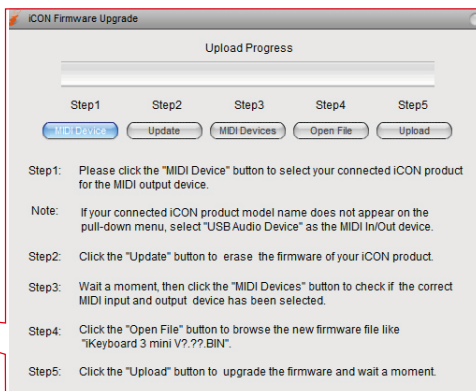 iCON Firmware Upgrade
Upload Progress
Step1 Step2 Step3 Step4 Step5
MIDI Device Update MIDI Devices Open File Upload
Step1: Please click the "MIDI Device" button to select your connected iCON product
for the MIDI output device.
Note: If your connected iCON product model name does not appear on the
pull-down menu, select "USB Audio Device" as the MIDI In/Out device.
Step2: Click the "Update" button to erase the firmware of your iCON product.
Step3: Wait a moment, then click the "MIDI Devices" button to check if the correct
MIDI input and output device has been selected.
Step4: Click the "Open File" button to browse the new firmware file like
"iKeyboard 3 mini V?.??.BIN".
Step5: Click the "Upload" button to upgrade the firmware and wait a moment.